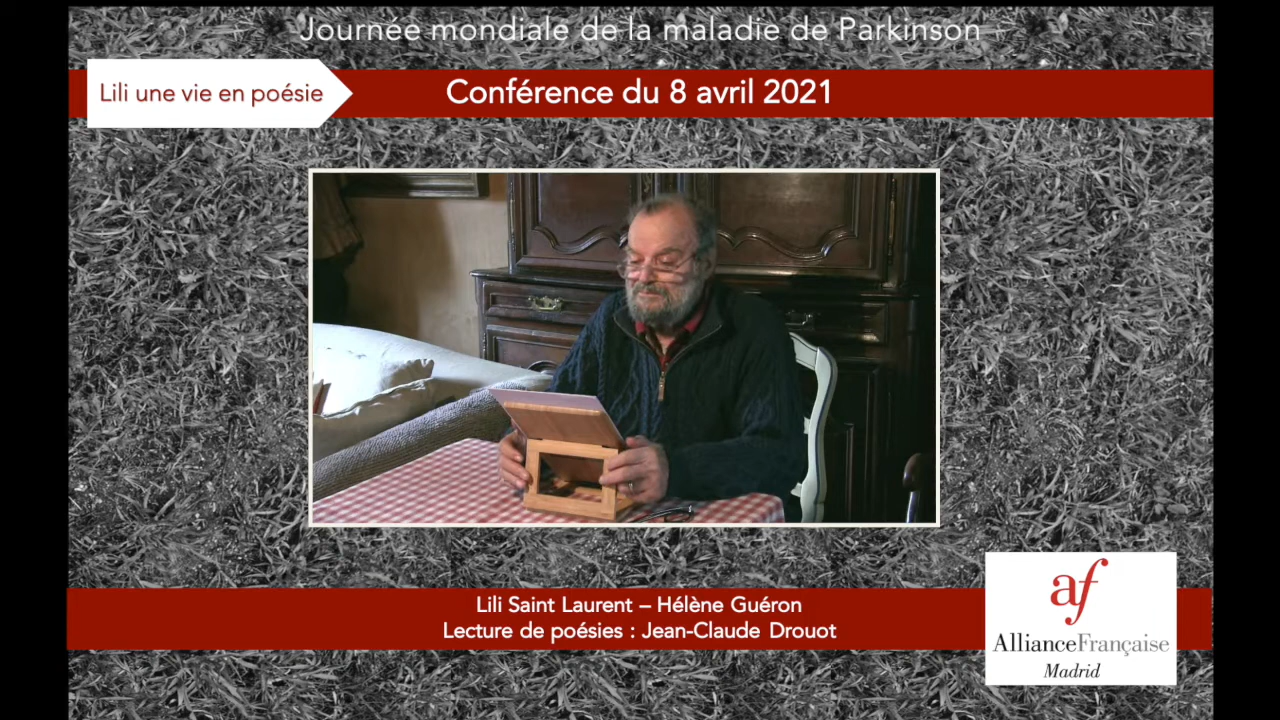 Journée mondiale de la maladie de Parkinson
Lili une vie en poésie
Conférence du 8 avril 2021
Lili Saint Laurent – Hélène Guéron
Lecture de poésies : Jean-Claude Drouot
af
AllianceFrançaise
Madrid